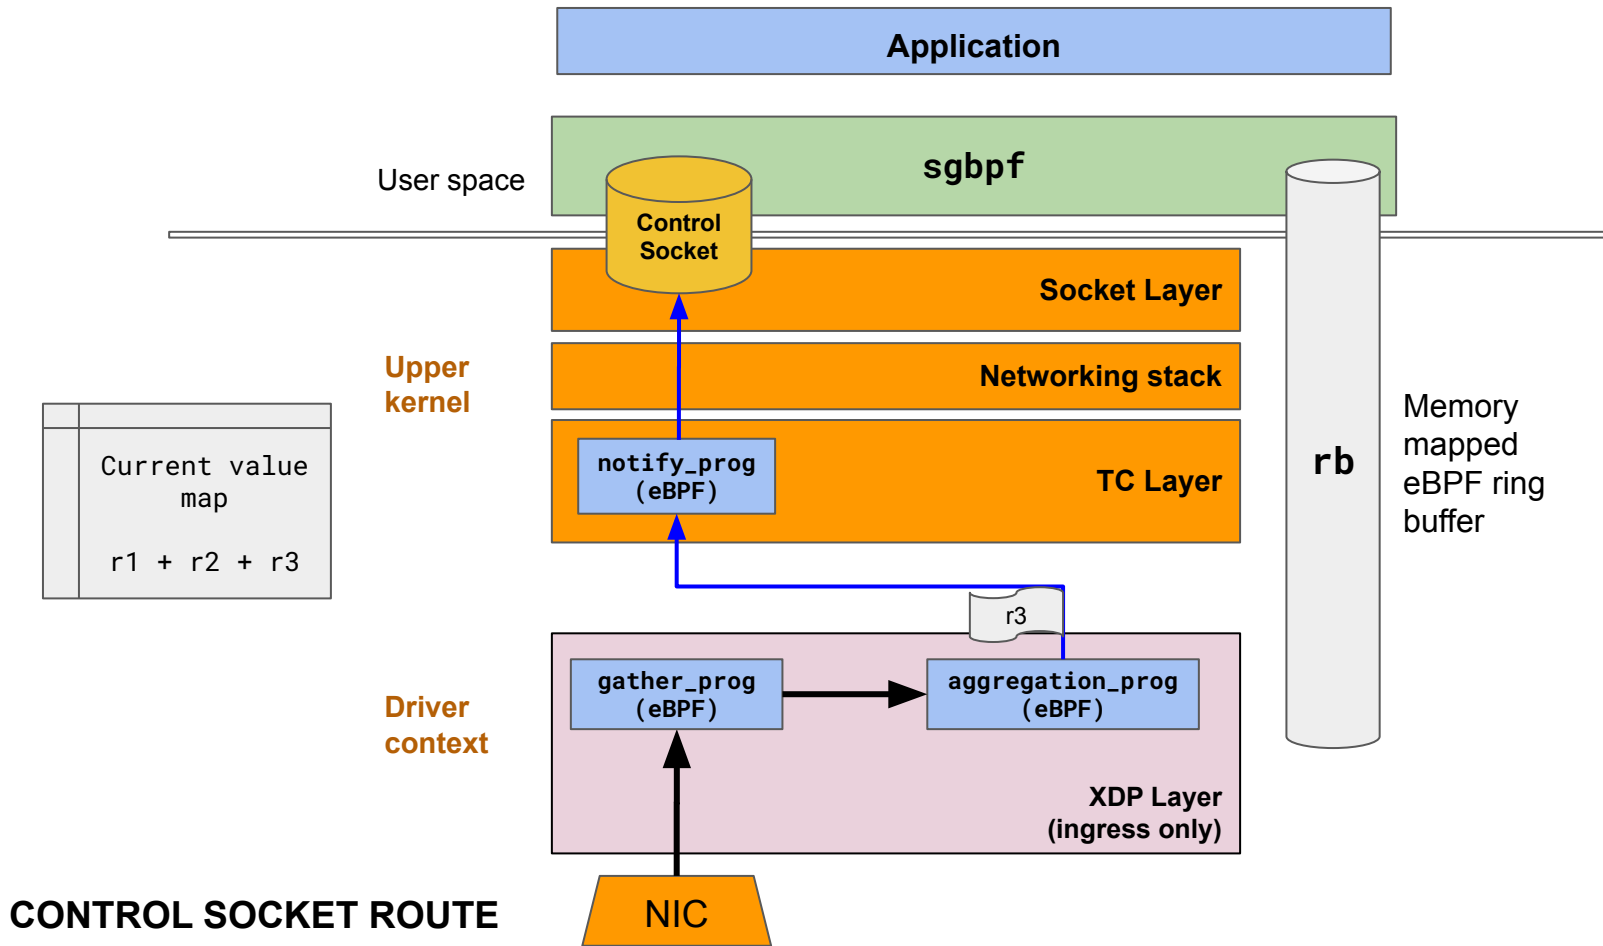 Application
sgbpf
User space
Control
Socket
Socket Layer
Upper
kernel
Networking stack
Current value
map
r1 + r2 + r3
notify_prog
(eBPF)
TC Layer
rb
Memory
mapped
eBPF ring
buffer
r3
Driver
context
gather_prog
(eBPF)
aggregation_prog
(eBPF)
XDP Layer
(ingress only)
CONTROL SOCKET ROUTE
NIC